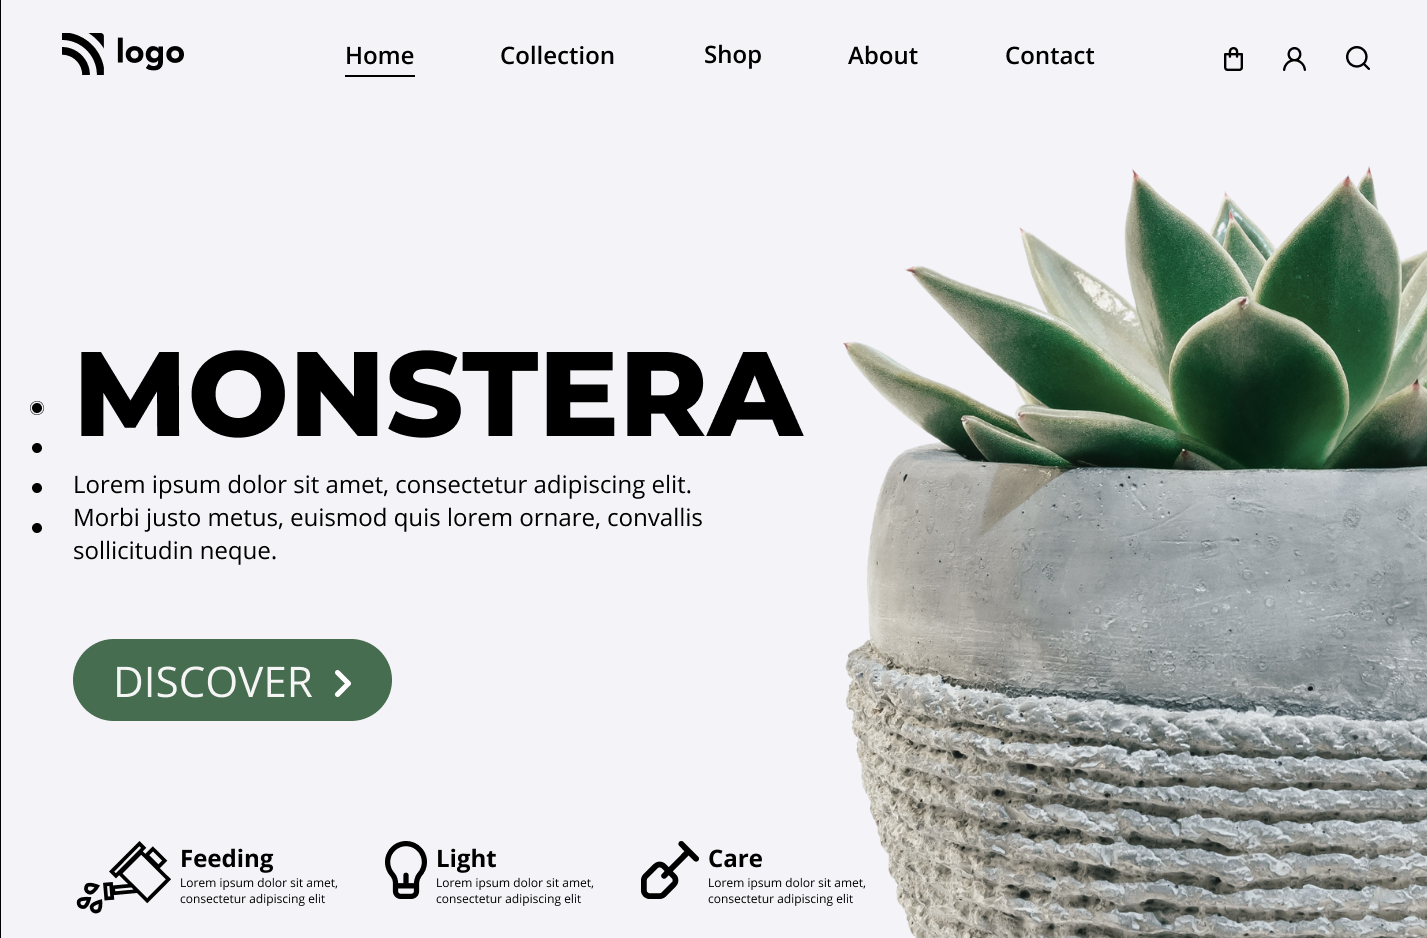 logo
Home
Collection
Shop
About
Contact
MONSTERA
Lorem ipsum dolor sit amet, consectetur adipiscing elit.
Morbi justo metus, euismod quis lorem ornare, convallis
sollicitudin neque.
DISCOVER
Feeding
Lorem ipsum dolor sit amet,
consectetur adipiscing elit
Light
Lorem ipsum dolor sit amet,
consectetur adipiscing elit
Care
Lorem ipsum dolor sit amet,
consectetur adipiscing elit